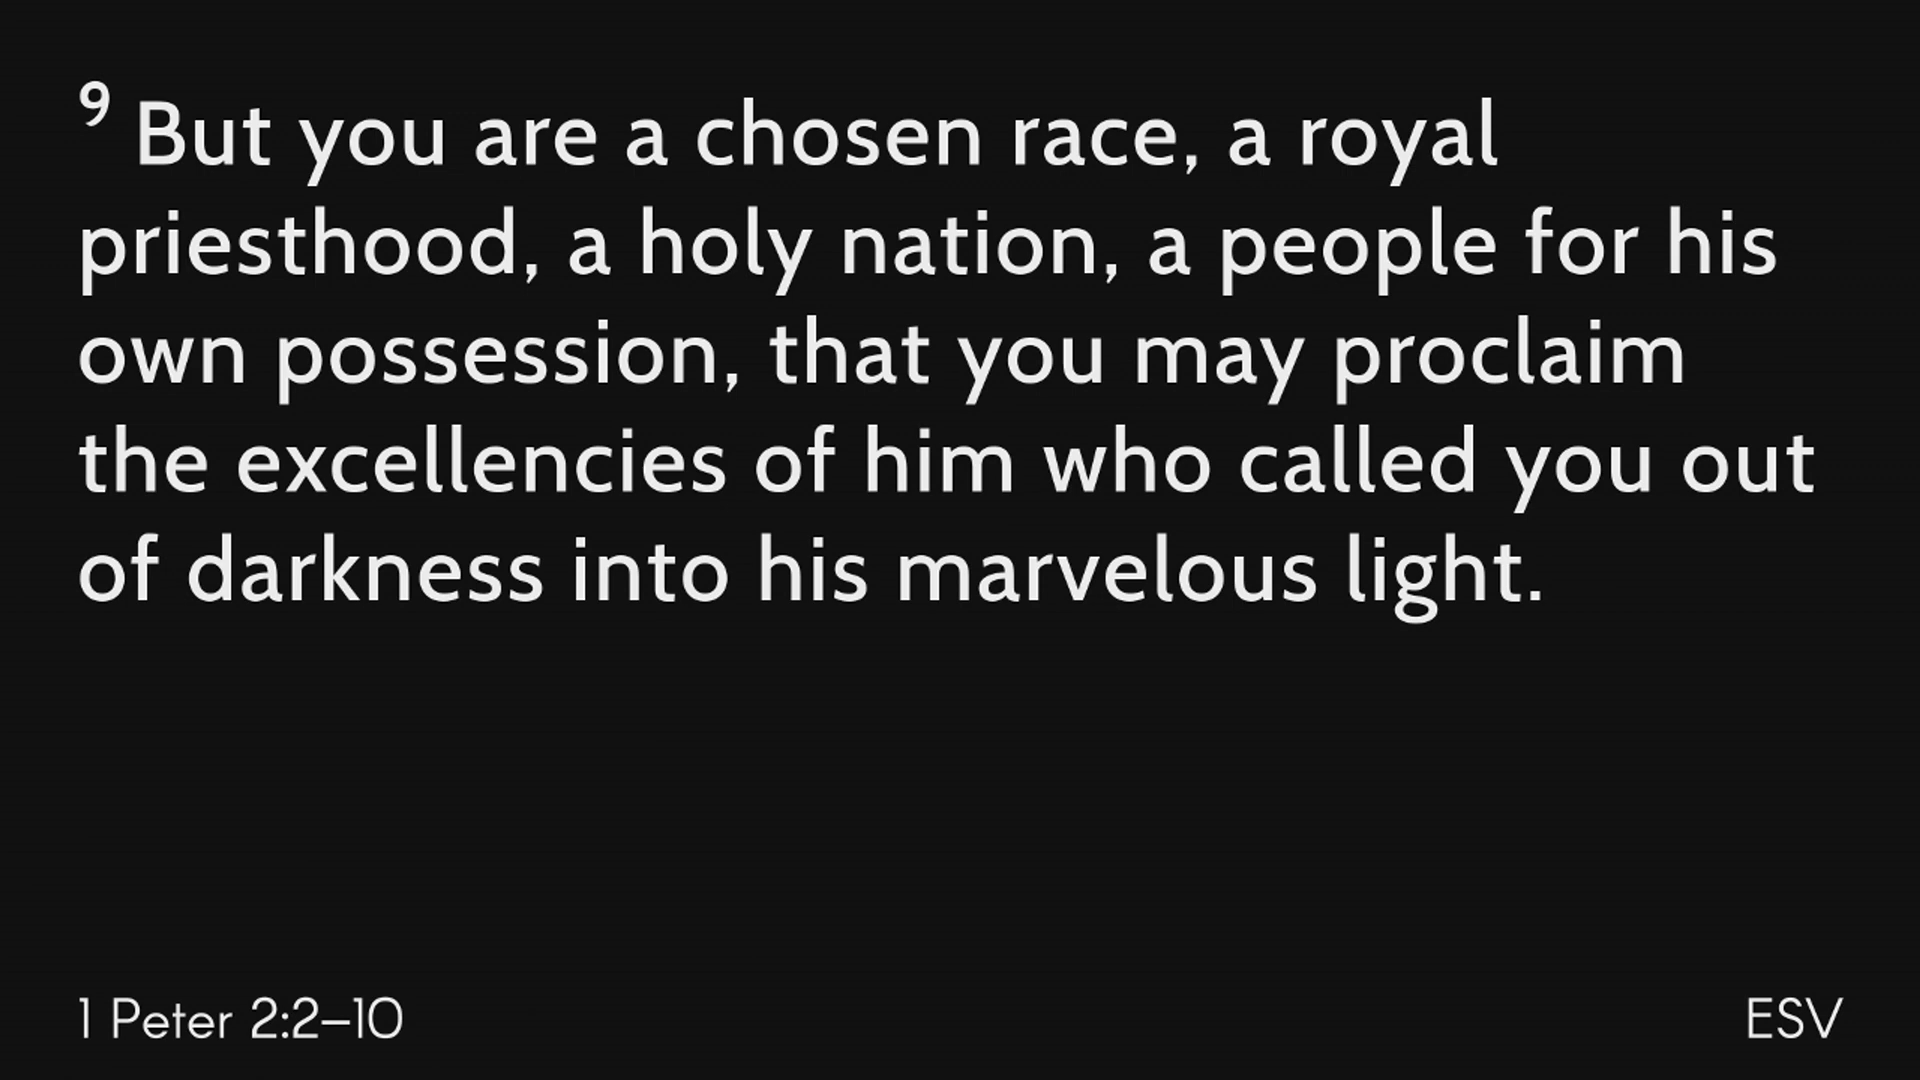 9 But you are a chosen race, a royal
priesthood, a holy nation, a people for his
own possession, that you may proclaim
the excellencies of him who called you out
of darkness into his marvelous light.
1 Peter 2:2–10
ESV